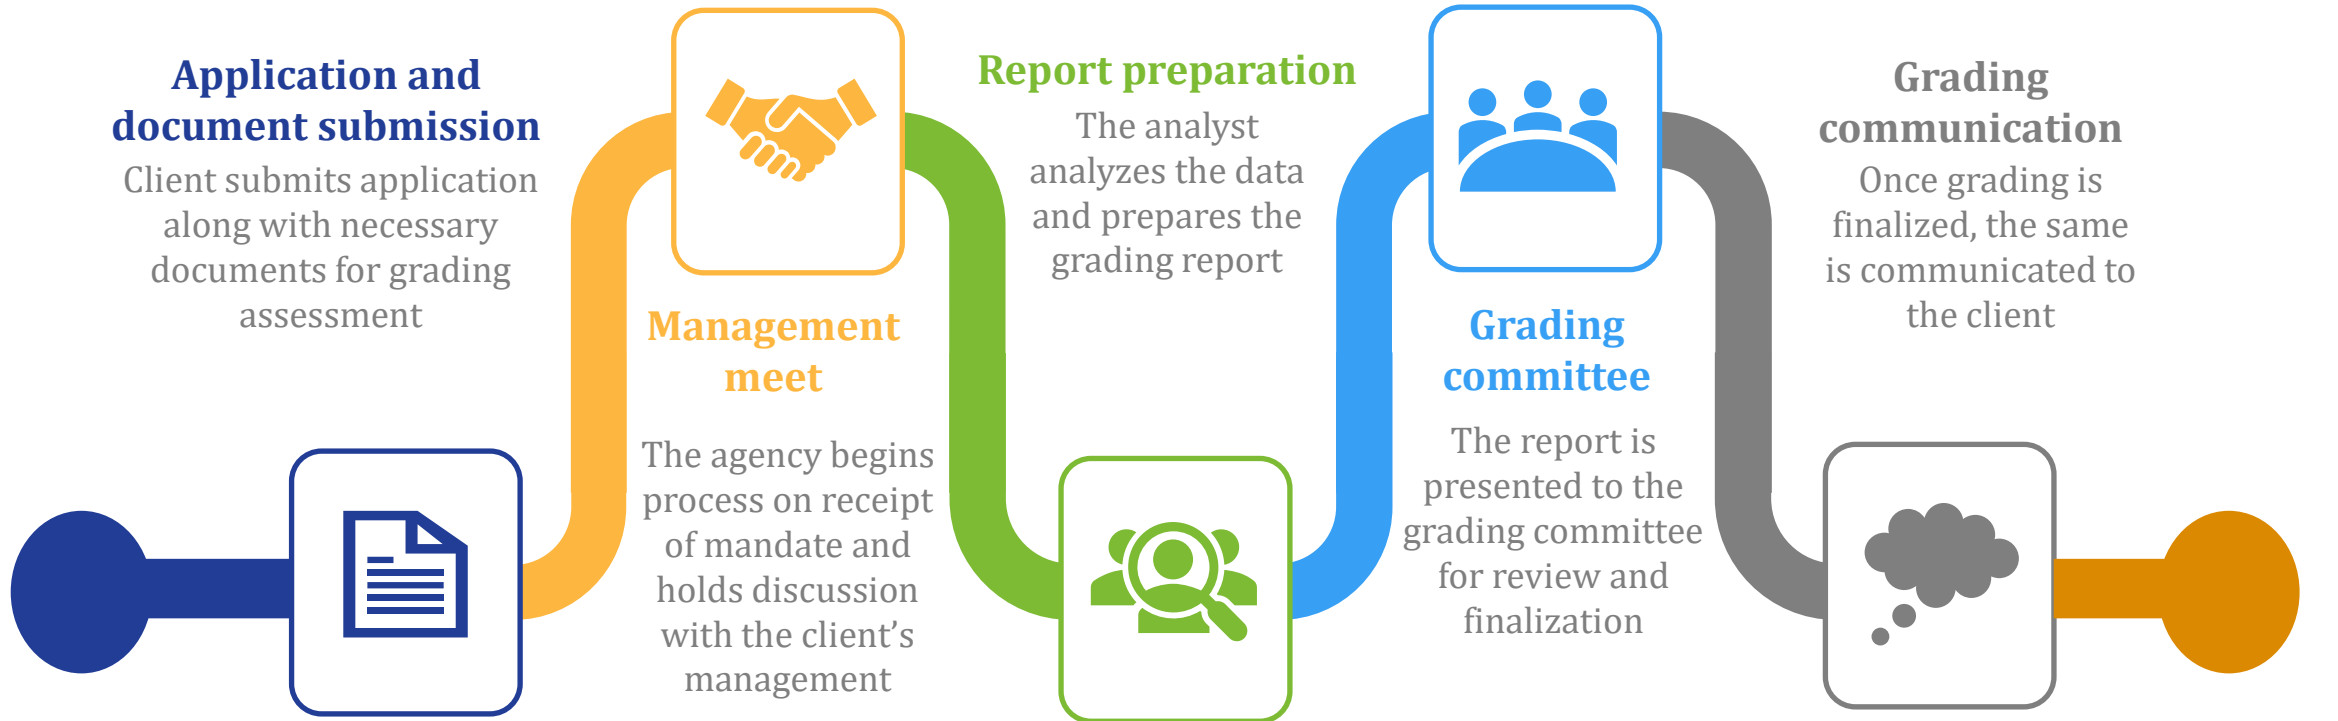 Application and
document submission
Client submits application
along with necessary
documents for grading
assessment
Management
meet
The agency begins
process on receipt
of mandate and
holds discussion
with the client’s
management
Report preparation
The analyst
analyzes the data
and prepares the
grading report
Grading
committee
The report is
presented to the
grading committee
for review and
finalization
Grading
communication
Once grading is
finalized, the same
is communicated to
the client